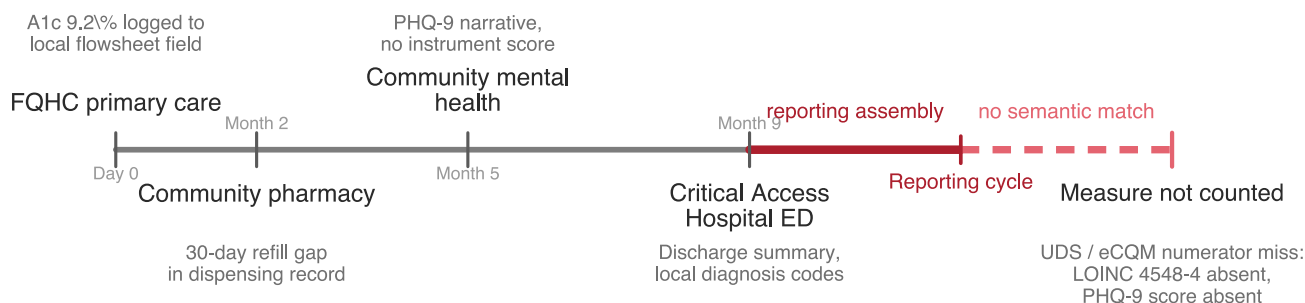 A1c 9.2\% logged to
local flowsheet field
FQHC primary care
Day 0
Month 2
Community pharmacy
30-day refill gap
in dispensing record
PHQ-9 narrative,
no instrument score
Community mental
health
Month 5
Month 9
Critical Access
Hospital ED
Discharge summary,
local diagnosis codes
reporting assembly
Reporting cycle
no semantic match
Measure not counted
UDS / eCQM numerator miss:
LOINC 4548-4 absent,
PHQ-9 score absent